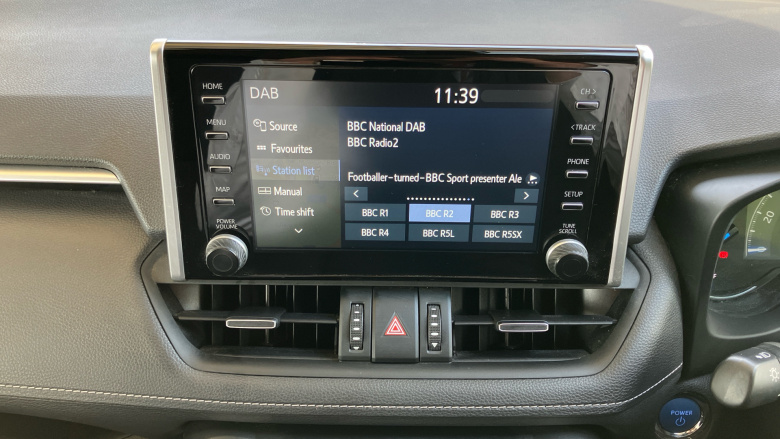 HOME
MENU
AUDIO
MAP
POWER
VOLUME
DAB
11:39
Source
Favourites
Station list
Manual
Time shift
BBC National DAB
BBC Radio2
Footballer-turned-BBC Sport presenter Ale
<
>
BBC R1 BBC R2 BBC R3
BBC R4 BBC R5L BBC R5SX
CH >
< TRACK
PHONE
SETUP
TUNE
SCROLL
20
POWER